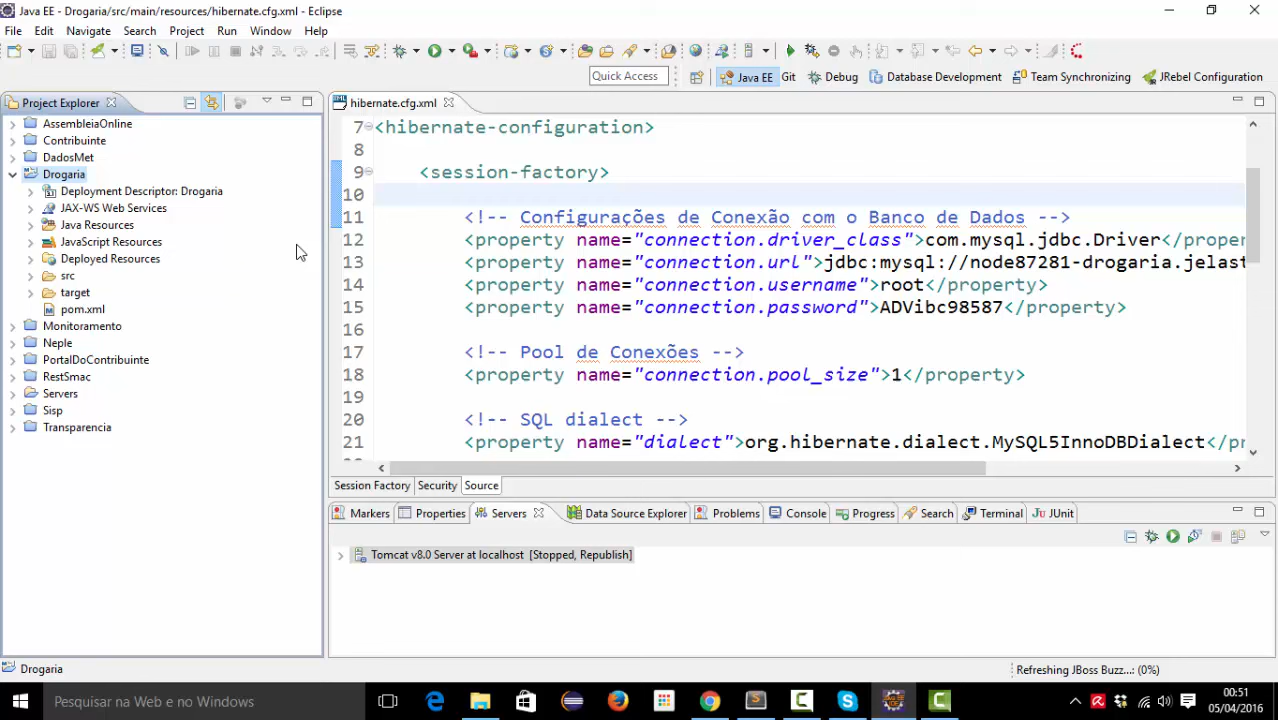 Java EE - Drogaria/src/main/resources/hibernate.cfg.xml - Eclipse
File Edit Navigate Search Project Run Window Help
Quick Access
Java EE Git Debug Database Development Team Synchronizing JRebel Configuration
Project Explorer
hibernate.cfg.xml
AssembleiaOnline
Contribuinte
DadosMet
Drogaria
Deployment Descriptor: Drogaria
JAX-WS Web Services
Java Resources
JavaScript Resources
Deployed Resources
src
target
pom.xml
Monitoramento
Neple
PortalDoContribuinte
RestSmac
Servers
Sisp
Transparencia
7 <hibernate-configuration>
8
9 <session-factory>
10
11 <!-- Configurações de Conexão com o Banco de Dados -->
12 <property name="connection.driver_class">com.mysql.jdbc.Driver</proper
13 <property name="connection.url">jdbc:mysql://node87281-drogaria.jelast
14 <property name="connection.username">root</property>
15 <property name="connection.password">ADVibc98587</property>
16
17 <!-- Pool de Conexões -->
18 <property name="connection.pool_size">1</property>
19
20 <!-- SQL dialect -->
21 <property name="dialect">org.hibernate.dialect.MySQL5InnoDBDialect</pr
Session Factory Security Source
Markers Properties Servers Data Source Explorer Problems Console Progress Search Terminal JUnit
Tomcat v8.0 Server at localhost [Stopped, Republish]
Drogaria
Refreshing JBoss Buzz...: (0%)
Pesquisar na Web e no Windows
00:51
05/04/2016